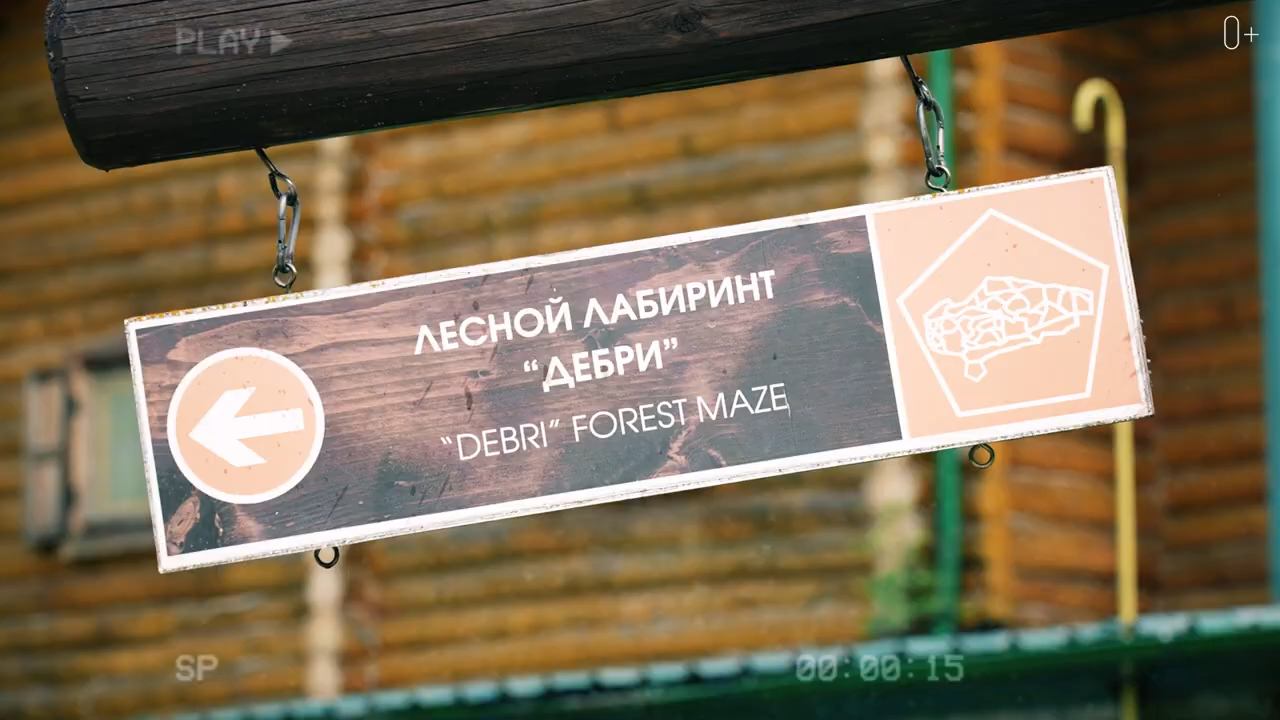 PLAY
0+
ЛЕСНОЙ ЛАБИРИНТ
“ДЕБРИ”
“DEBRI” FOREST MAZE
SP
00:00:15